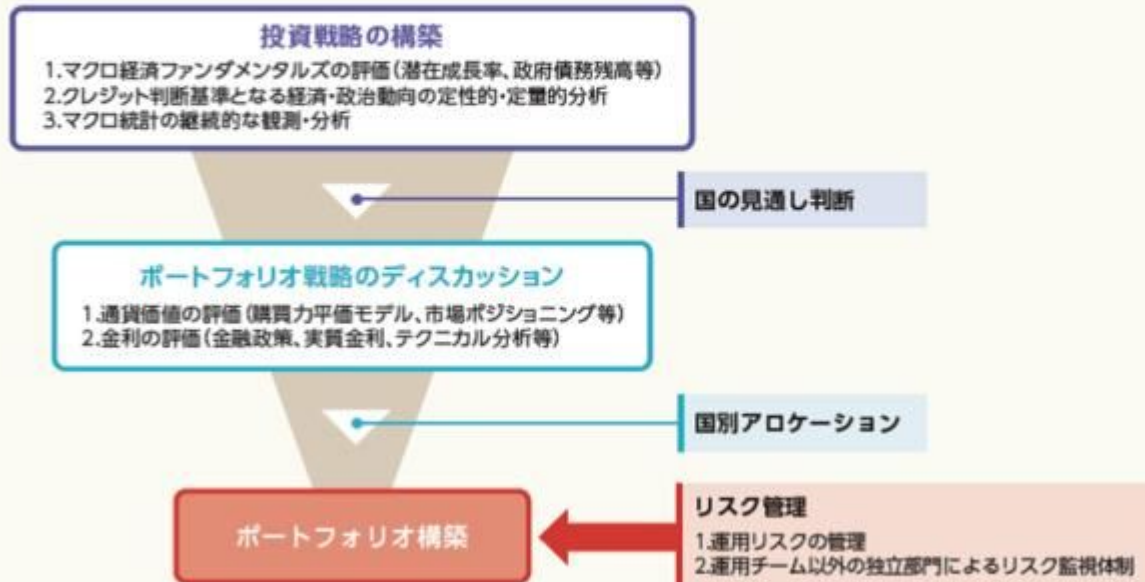 投資戦略の構築
1.マクロ経済ファンダメンタルズの評価(潜在成長率、政府債務残高等)
2.クレジット判断基準となる経済・政治動向の定性的・定量的分析
3.マクロ統計の継続的な観測・分析
国の見通し判断
ポートフォリオ戦略のディスカッション
1.通貨価値の評価(購買力平価モデル、市場ポジショニング等)
2.金利の評価(金融政策、実質金利、テクニカル分析等)
国別アロケーション
ポートフォリオ構築
リスク管理
1.運用リスクの管理
2.運用チーム以外の独立部門によるリスク監視体制